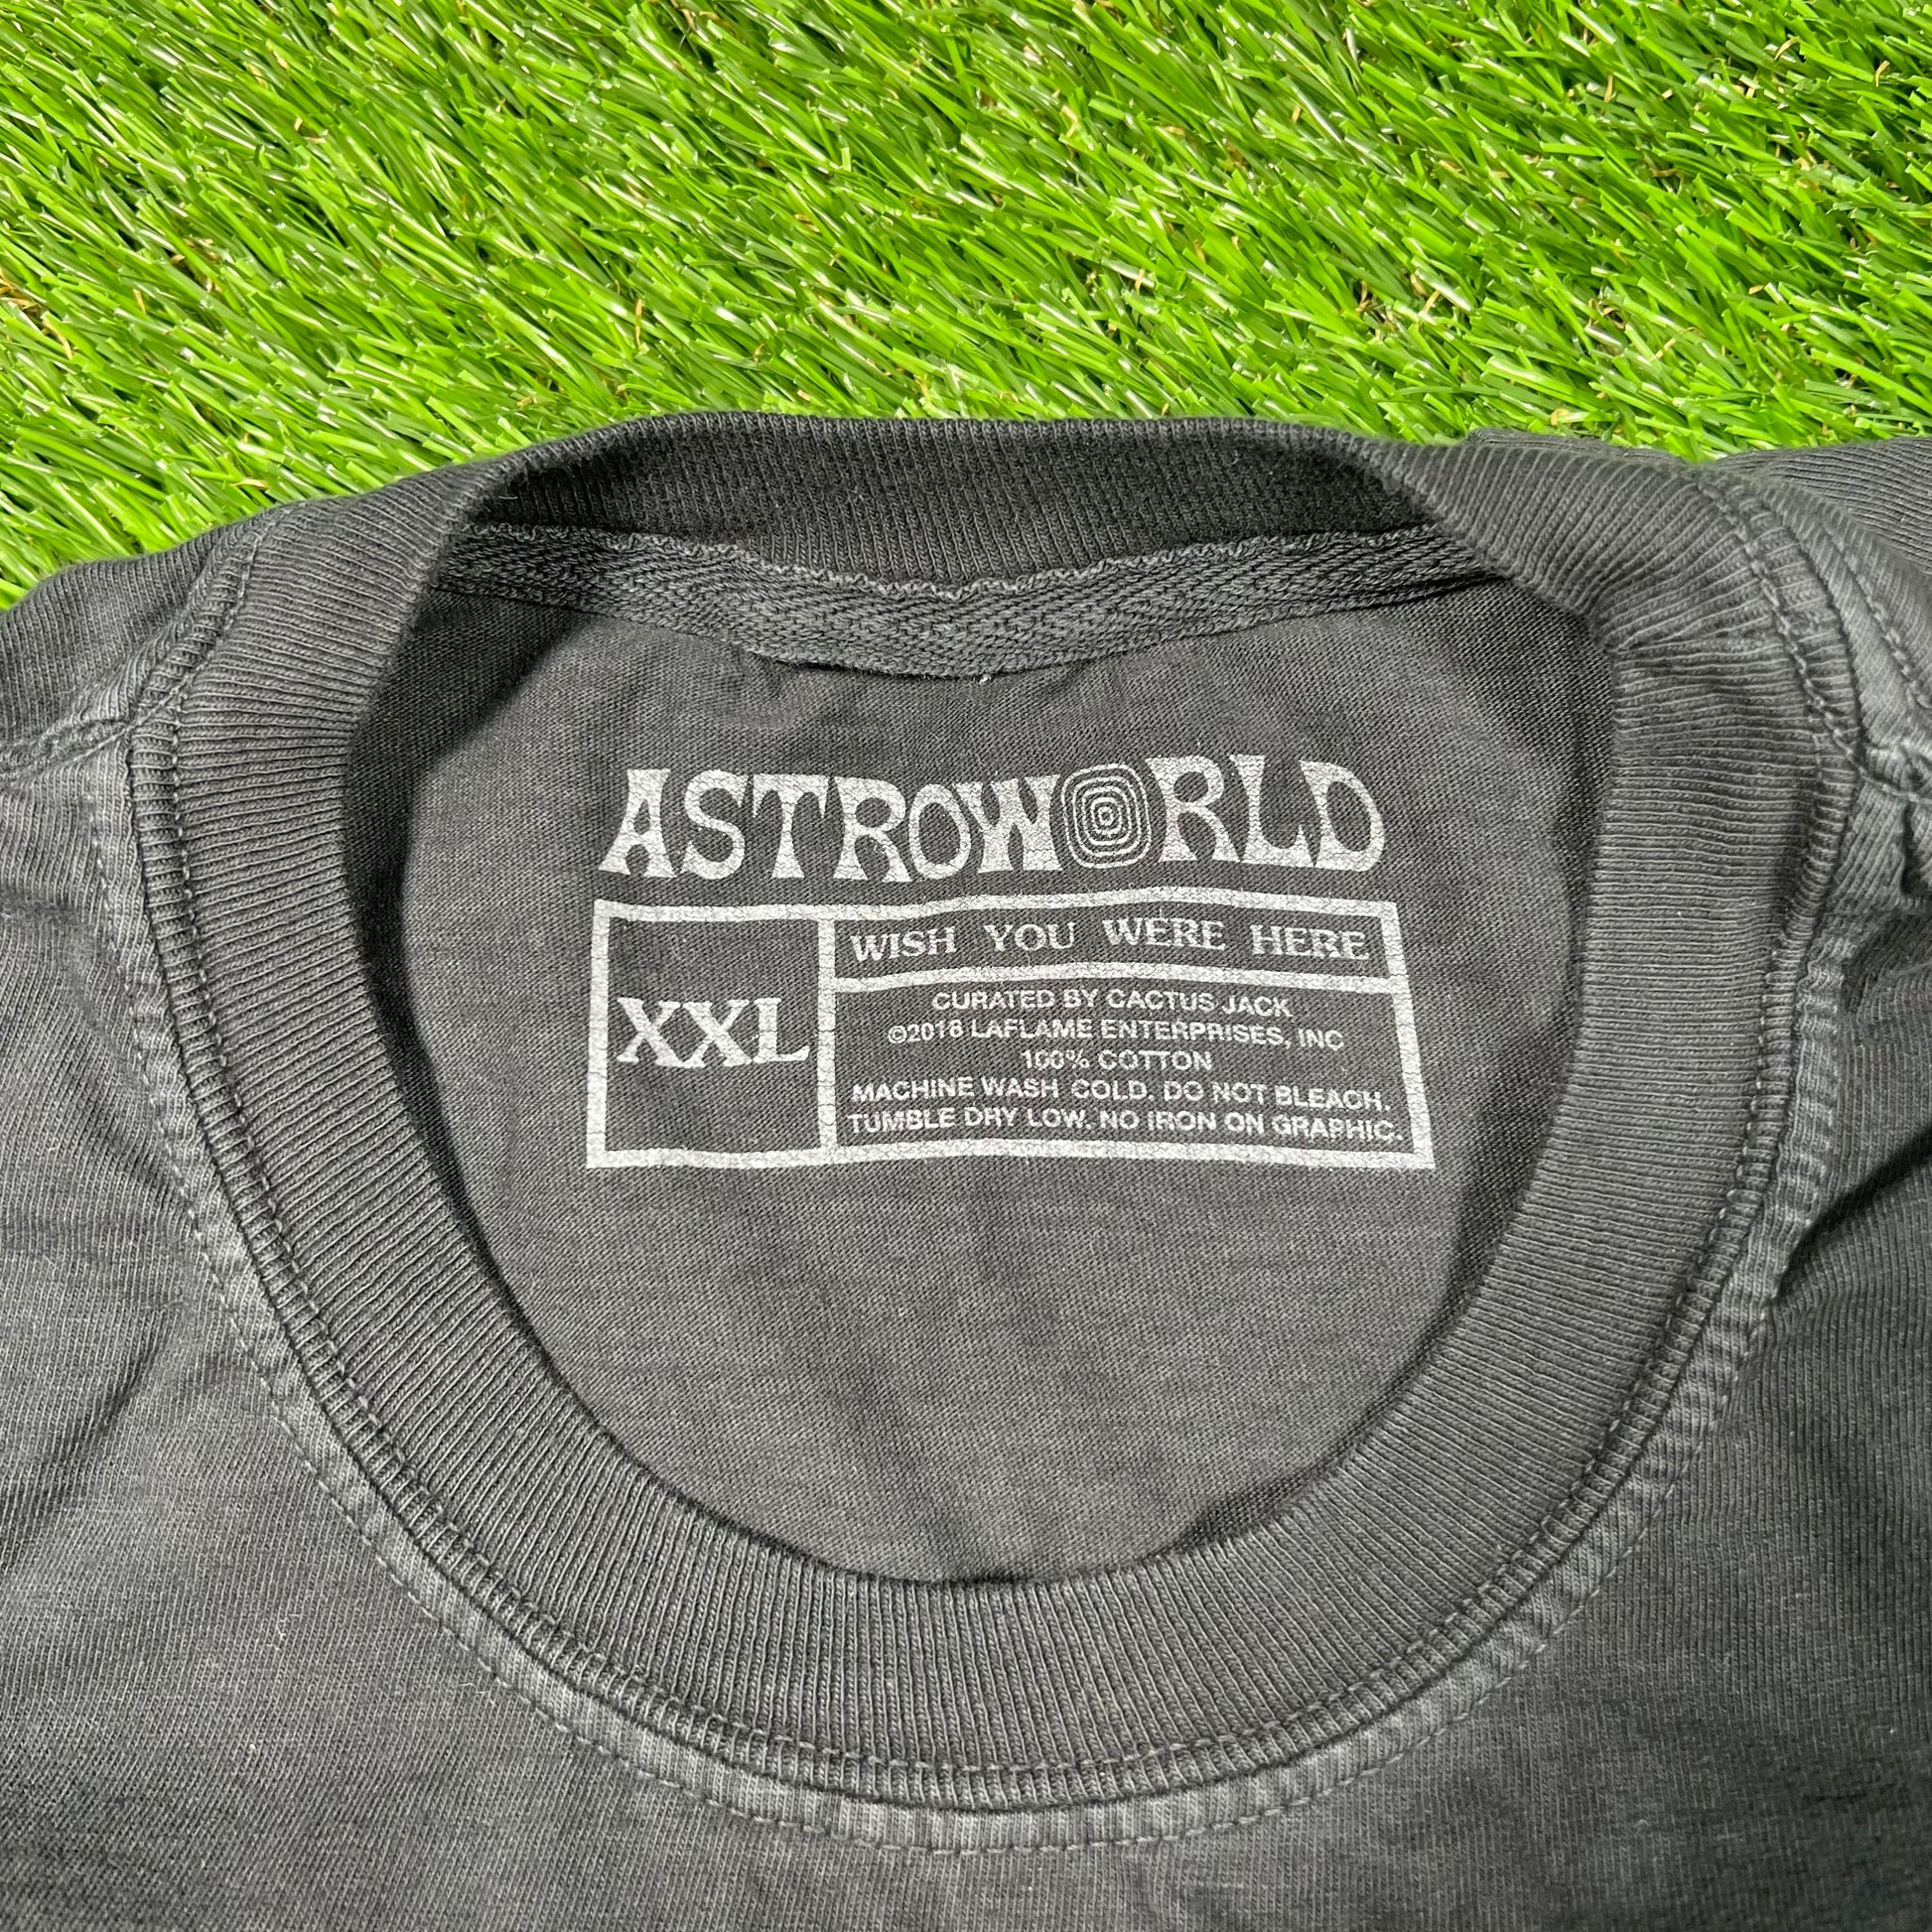 ASTROWORLD
XXL
WISH YOU WERE HERE
CURATED BY CACTUS JACK
©2018 LAFLAME ENTERPRISES, INC
100% COTTON
MACHINE WASH COLD. DO NOT BLEACH.
TUMBLE DRY LOW. NO IRON ON GRAPHIC.